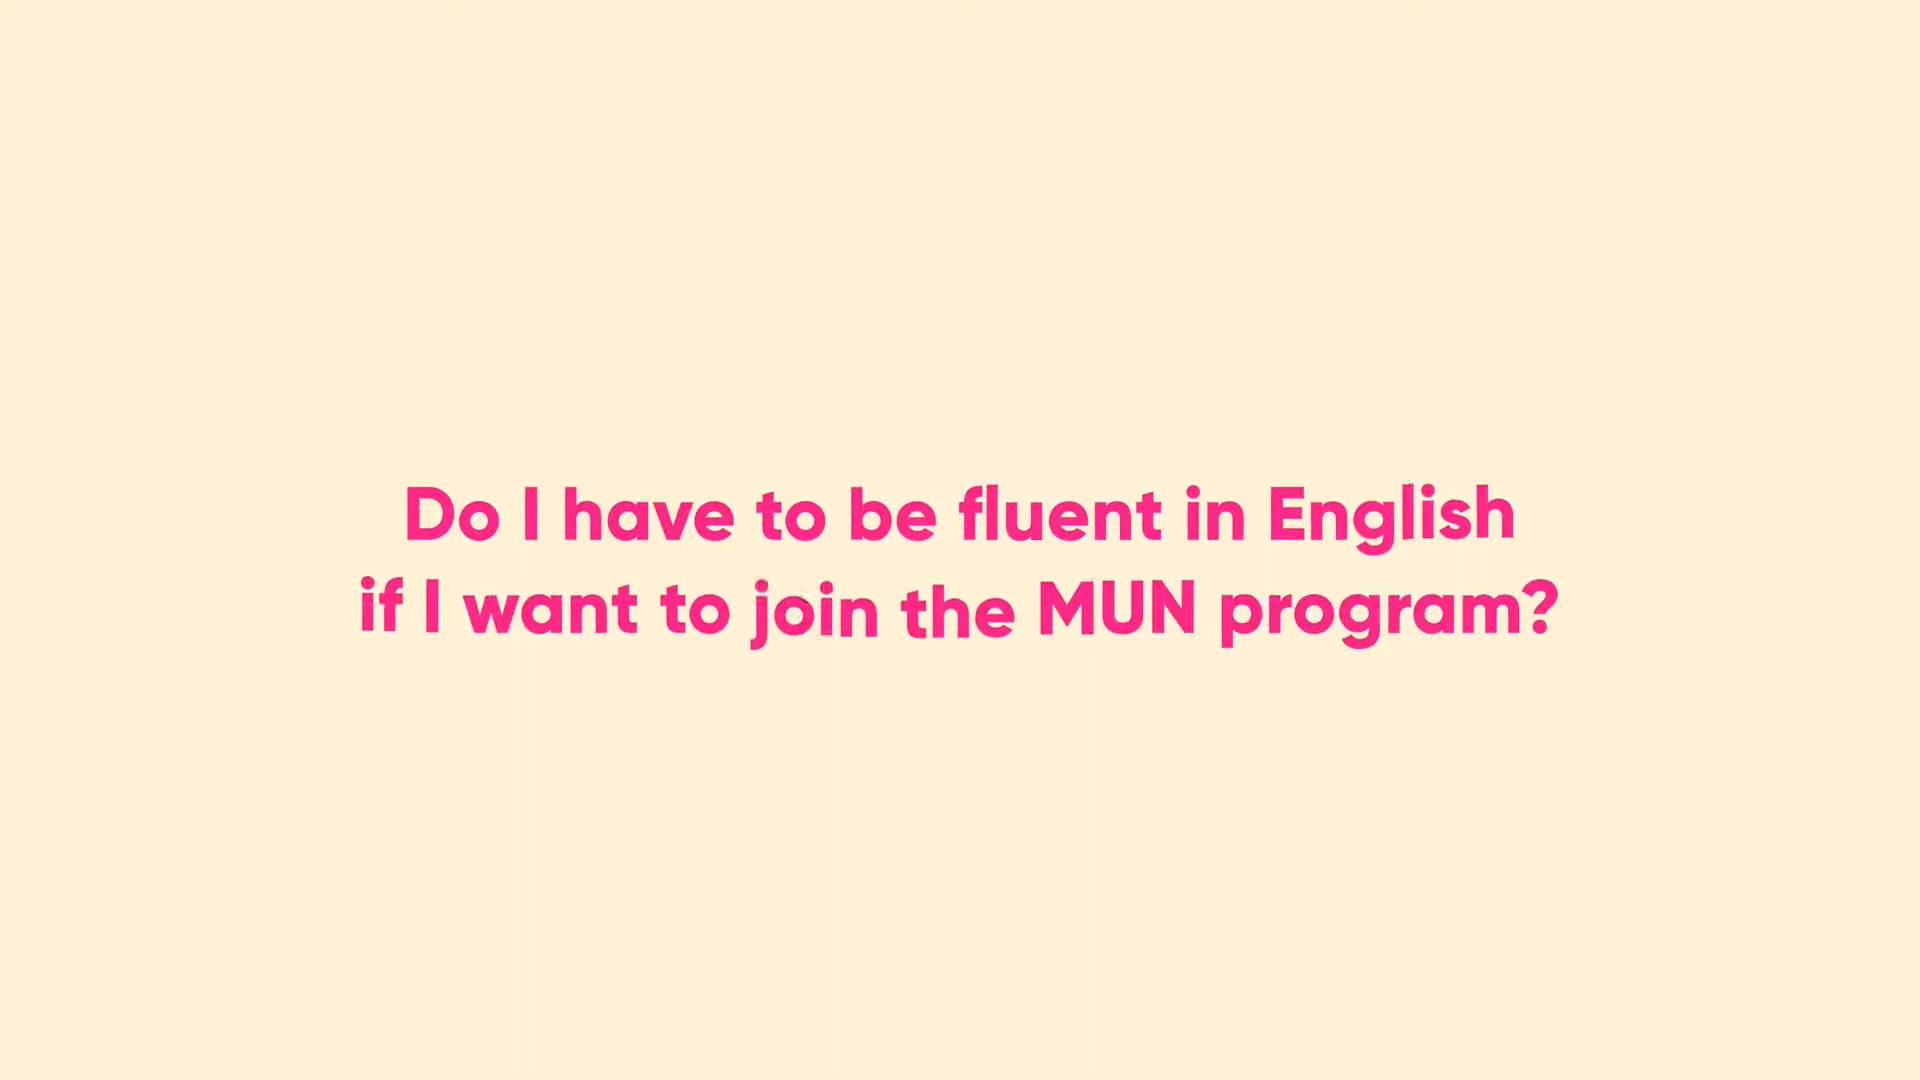 Do I have to be fluent in English
if I want to join the MUN program?